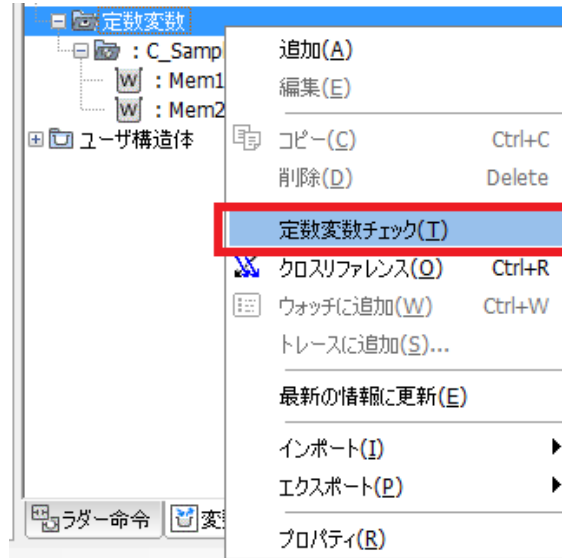 定数変数
: C_Samp
W : Mem1
W : Mem2
ユーザ構造体
ラダー命令
変
追加(A)
編集(E)
コピー(C) Ctrl+C
削除(D) Delete
定数変数チェック(T)
クロスリファレンス(O) Ctrl+R
ウォッチに追加(W) Ctrl+W
トレースに追加(S)...
最新の情報に更新(E)
インポート(I)
エクスポート(P)
プロパティ(R)